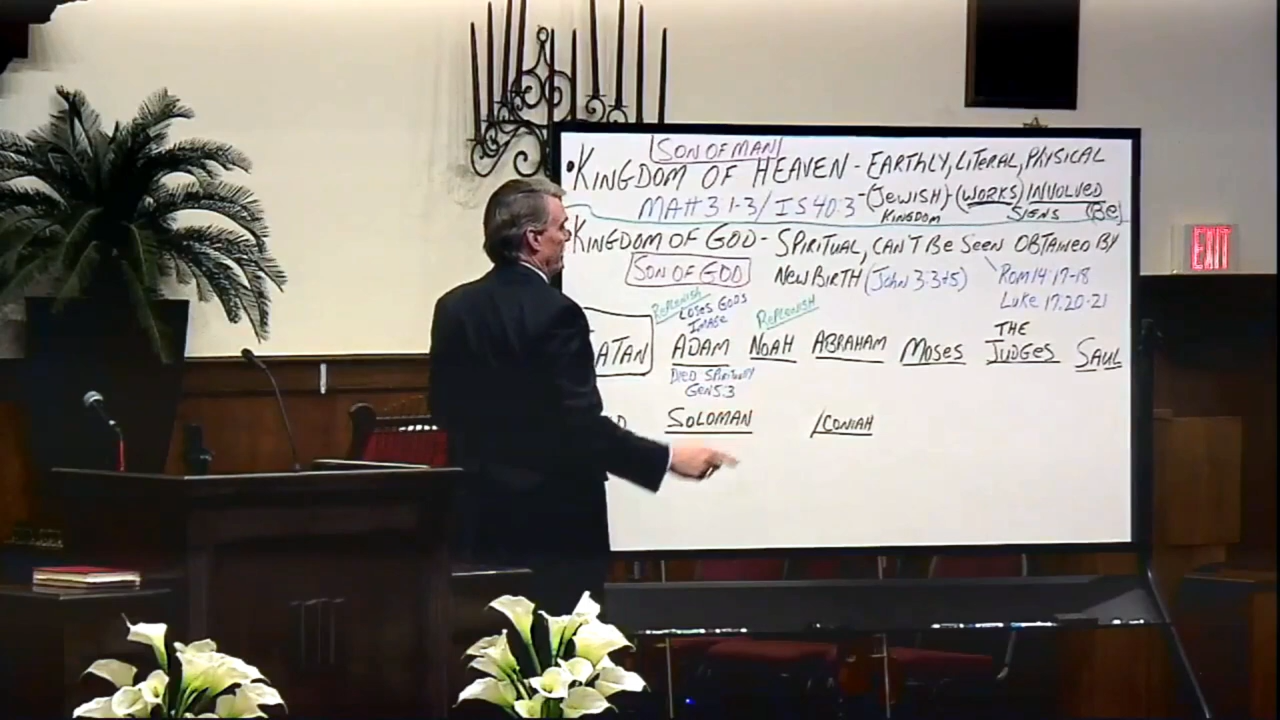 SON OF MAN
• KINGDOM OF HEAVEN - EARTHLY, LITERAL, PHYSICAL
MATT 3 1-3 / IS 40:3 - (JEWISH) - (WORKS) INVOLVED
KINGDOM SIGNS (Be)
KINGDOM OF GOD - SPIRITUAL, CAN'T BE SEEN OBTAINED BY
SON OF GOD NEW BIRTH (John 3:3+5) ROM 14:17-18
Luke 17:20-21
REPLENISH LOSES GODS IMAGE REPLENISH
ATAN ADAM NOAH ABRAHAM MOSES THE JUDGES SAUL
DIED SPIRITUALLY
GEN 5:3
D SOLOMAN /CONIAH
EXIT